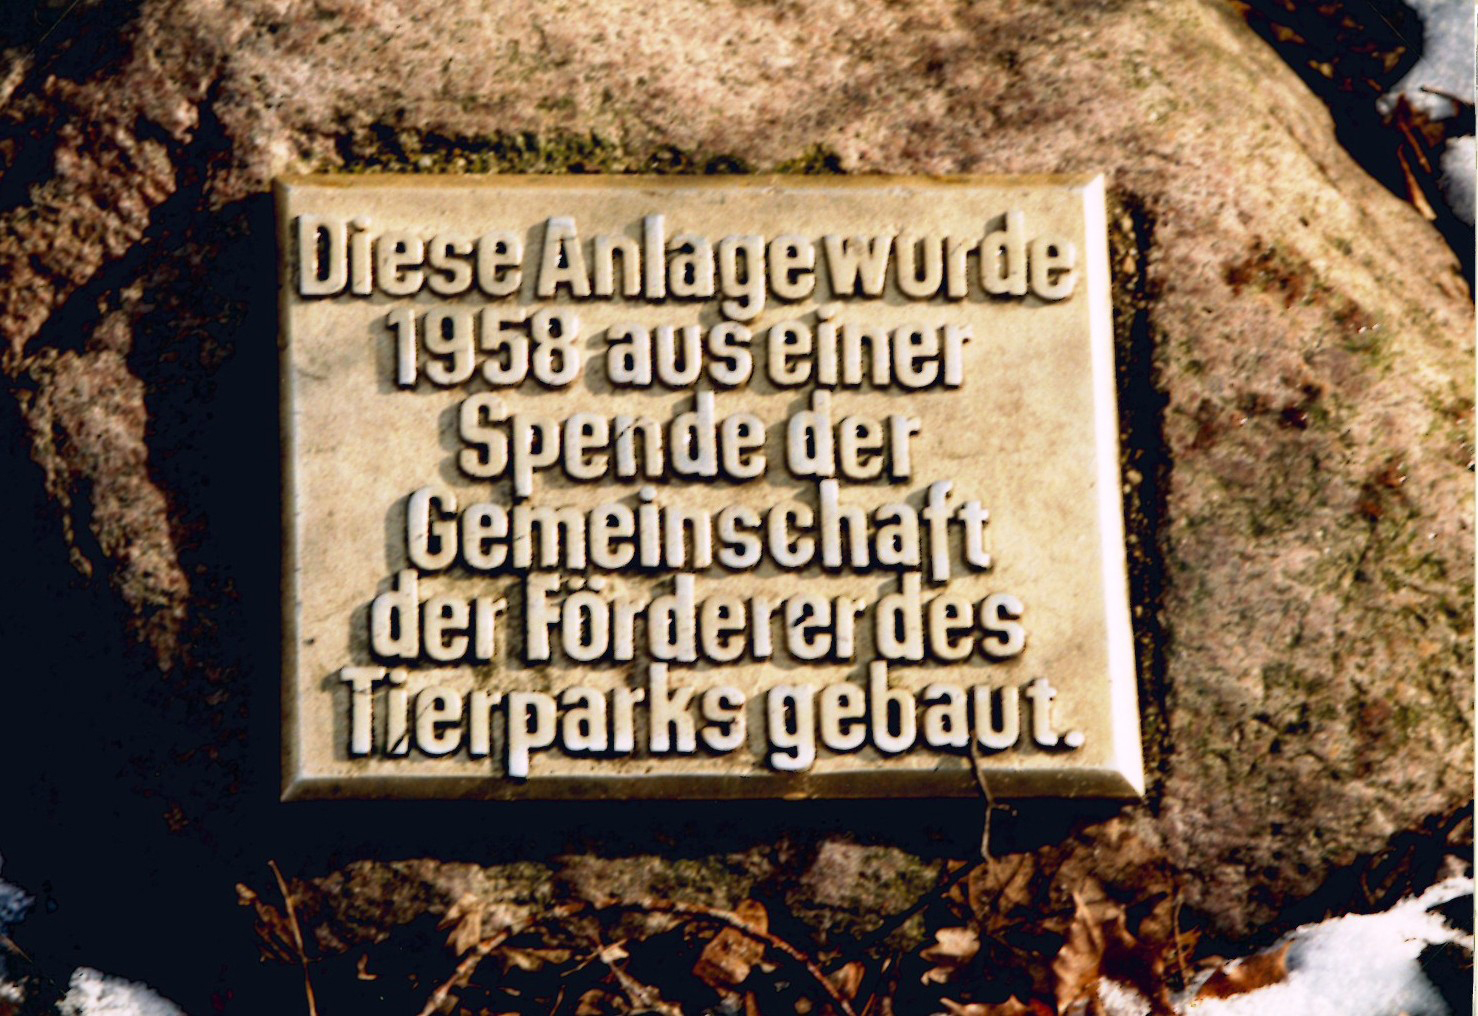 Diese Anlage wurde
1958 aus einer
Spende der
Gemeinschaft
der Förderer des
Tierparks gebaut.